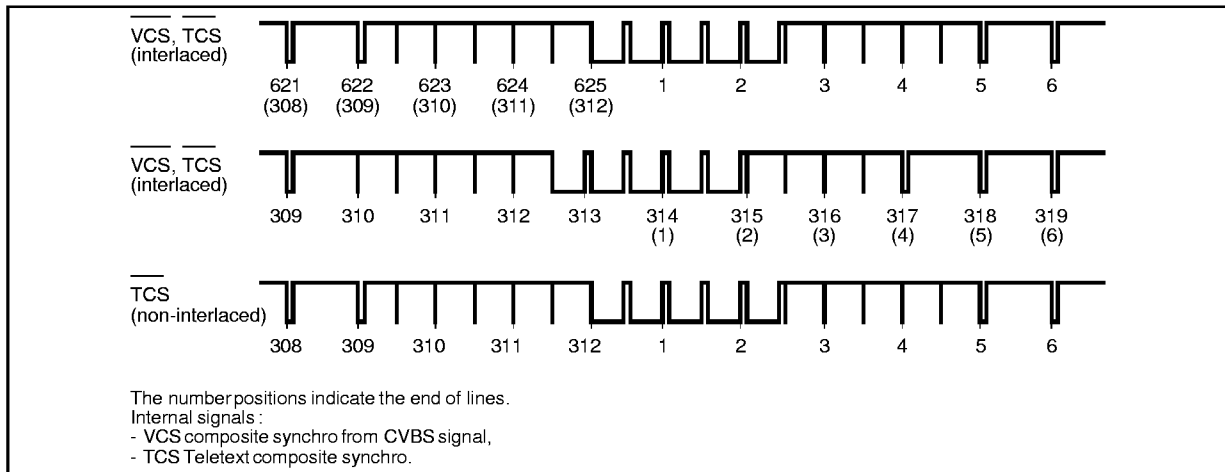 VCS, TCS
(interlaced)
621 622 623 624 625 1 2 3 4 5 6
(308) (309) (310) (311) (312)
VCS, TCS
(interlaced)
309 310 311 312 313 314 315 316 317 318 319
(1) (2) (3) (4) (5) (6)
TCS
(non-interlaced)
308 309 310 311 312 1 2 3 4 5 6
The number positions indicate the end of lines.
Internal signals :
- VCS composite synchro from CVBS signal,
- TCS Teletext composite synchro.